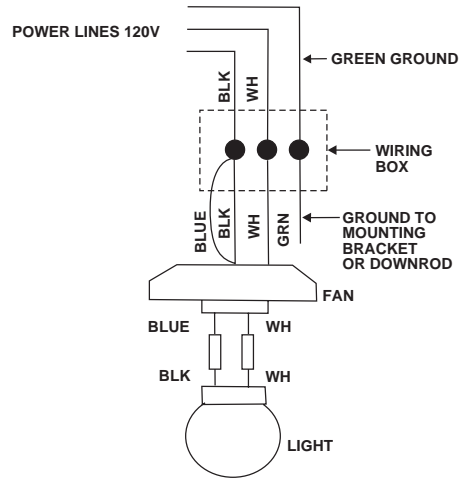 POWER LINES 120V
GREEN GROUND
BLK
WH
WIRING
BOX
BLUE
BLK
WH
GRN
GROUND TO
MOUNTING
BRACKET
OR DOWNROD
FAN
BLUE
WH
BLK
WH
LIGHT